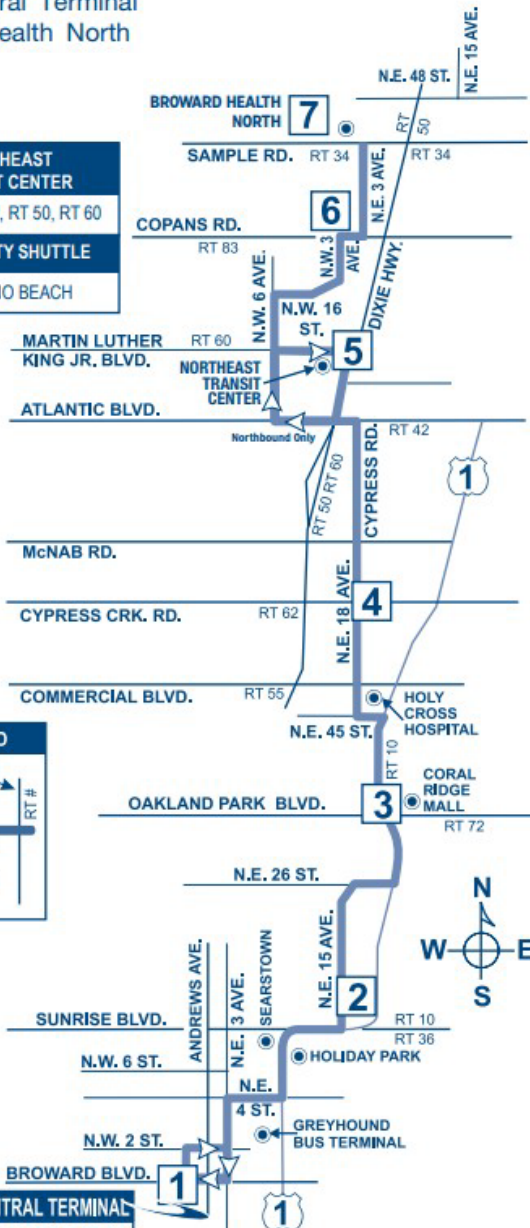 Terminal
ealth North
N.E. 15 AVE.
N.E. 48 ST.
BROWARD HEALTH
NORTH
7
RT 50
SAMPLE RD.
RT 34
RT 34
HEAST
T CENTER
, RT 50, RT 60
TY SHUTTLE
O BEACH
6
N.E. 3 AVE.
COPANS RD.
RT 83
N.W. 3
AVE.
DIXIE HWY.
N.W. 6 AVE.
N.W. 16
ST.
MARTIN LUTHER
KING JR. BLVD.
RT 60
5
NORTHEAST
TRANSIT
CENTER
ATLANTIC BLVD.
Northbound Only
RT 42
CYPRESS RD.
1
RT 50 RT 60
McNAB RD.
N.E. 18 AVE.
4
CYPRESS CRK. RD.
RT 62
COMMERCIAL BLVD.
RT 55
HOLY
CROSS
HOSPITAL
N.E. 45 ST.
D
RT #
RT 10
CORAL
RIDGE
MALL
OAKLAND PARK BLVD.
3
RT 72
N.E. 26 ST.
N
W
E
S
ANDREWS AVE.
N.E. 3 AVE.
SEARSTOWN
N.E. 15 AVE.
2
SUNRISE BLVD.
RT 10
RT 36
HOLIDAY PARK
N.W. 6 ST.
N.E.
4 ST.
GREYHOUND
BUS TERMINAL
N.W. 2 ST.
BROWARD BLVD.
1
NTRAL TERMINAL
1